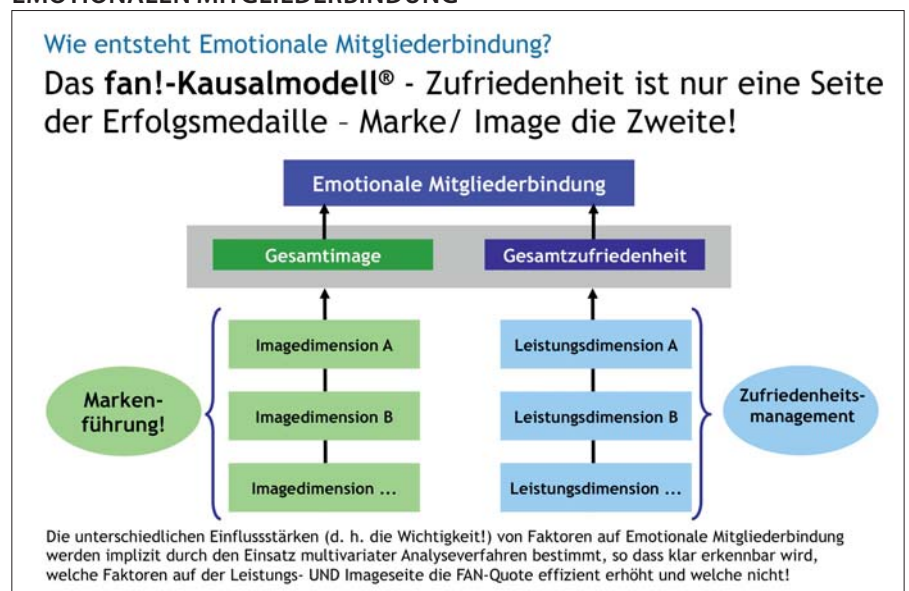 EMOTIONALEN MITGLIEDERBINDUNG
Wie entsteht Emotionale Mitgliederbindung?
Das fan!-Kausalmodell® - Zufriedenheit ist nur eine Seite
der Erfolgsmedaille - Marke/ Image die Zweite!
Emotionale Mitgliederbindung
Gesamtimage
Gesamtzufriedenheit
Marken-
führung!
Imagedimension A
Imagedimension B
Imagedimension ...
Leistungsdimension A
Leistungsdimension B
Leistungsdimension ...
Zufriedenheits-
management
Die unterschiedlichen Einflussstärken (d. h. die Wichtigkeit!) von Faktoren auf Emotionale Mitgliederbindung
werden implizit durch den Einsatz multivariater Analyseverfahren bestimmt, so dass klar erkennbar wird,
welche Faktoren auf der Leistungs- UND Imageseite die FAN-Quote effizient erhöht und welche nicht!